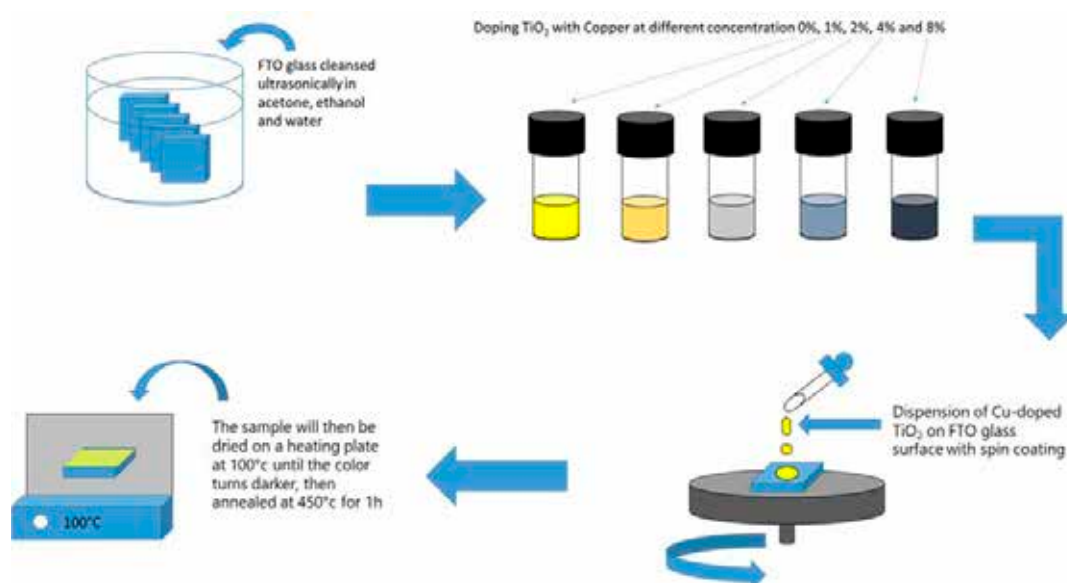 Doping TiO₂ with Copper at different concentration 0%, 1%, 2%, 4% and 8%
FTO glass cleansed
ultrasonically in
acetone, ethanol
and water
Dispension of Cu-doped
TiO₂ on FTO glass
surface with spin coating
The sample will then be
dried on a heating plate
at 100°c until the color
turns darker, then
annealed at 450°c for 1h
100°C